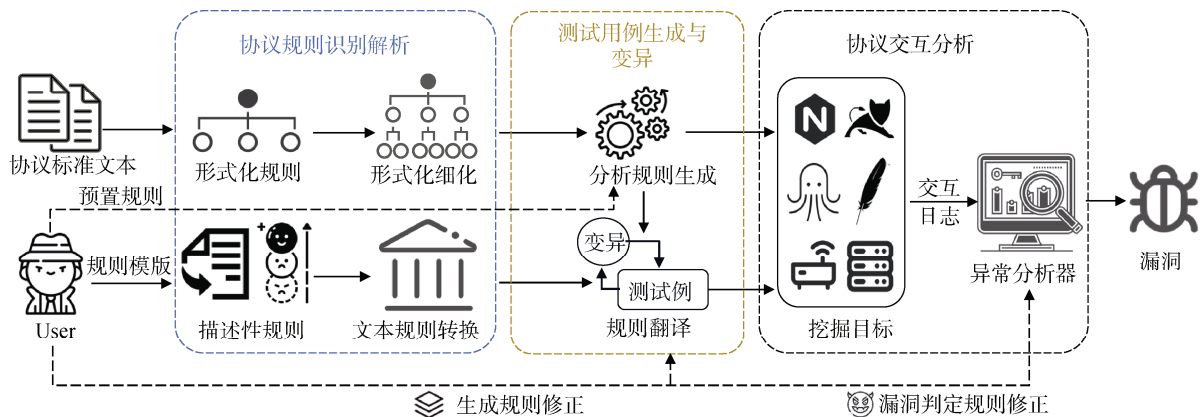 协议规则识别解析
测试用例生成与
变异
协议交互分析
N
协议标准文本
形式化规则
形式化细化
分析规则生成
预置规则
交互
日志
变异
规则模版
测试例
异常分析器
漏洞
User
描述性规则
文本规则转换
规则翻译
挖掘目标
生成规则修正
漏洞判定规则修正